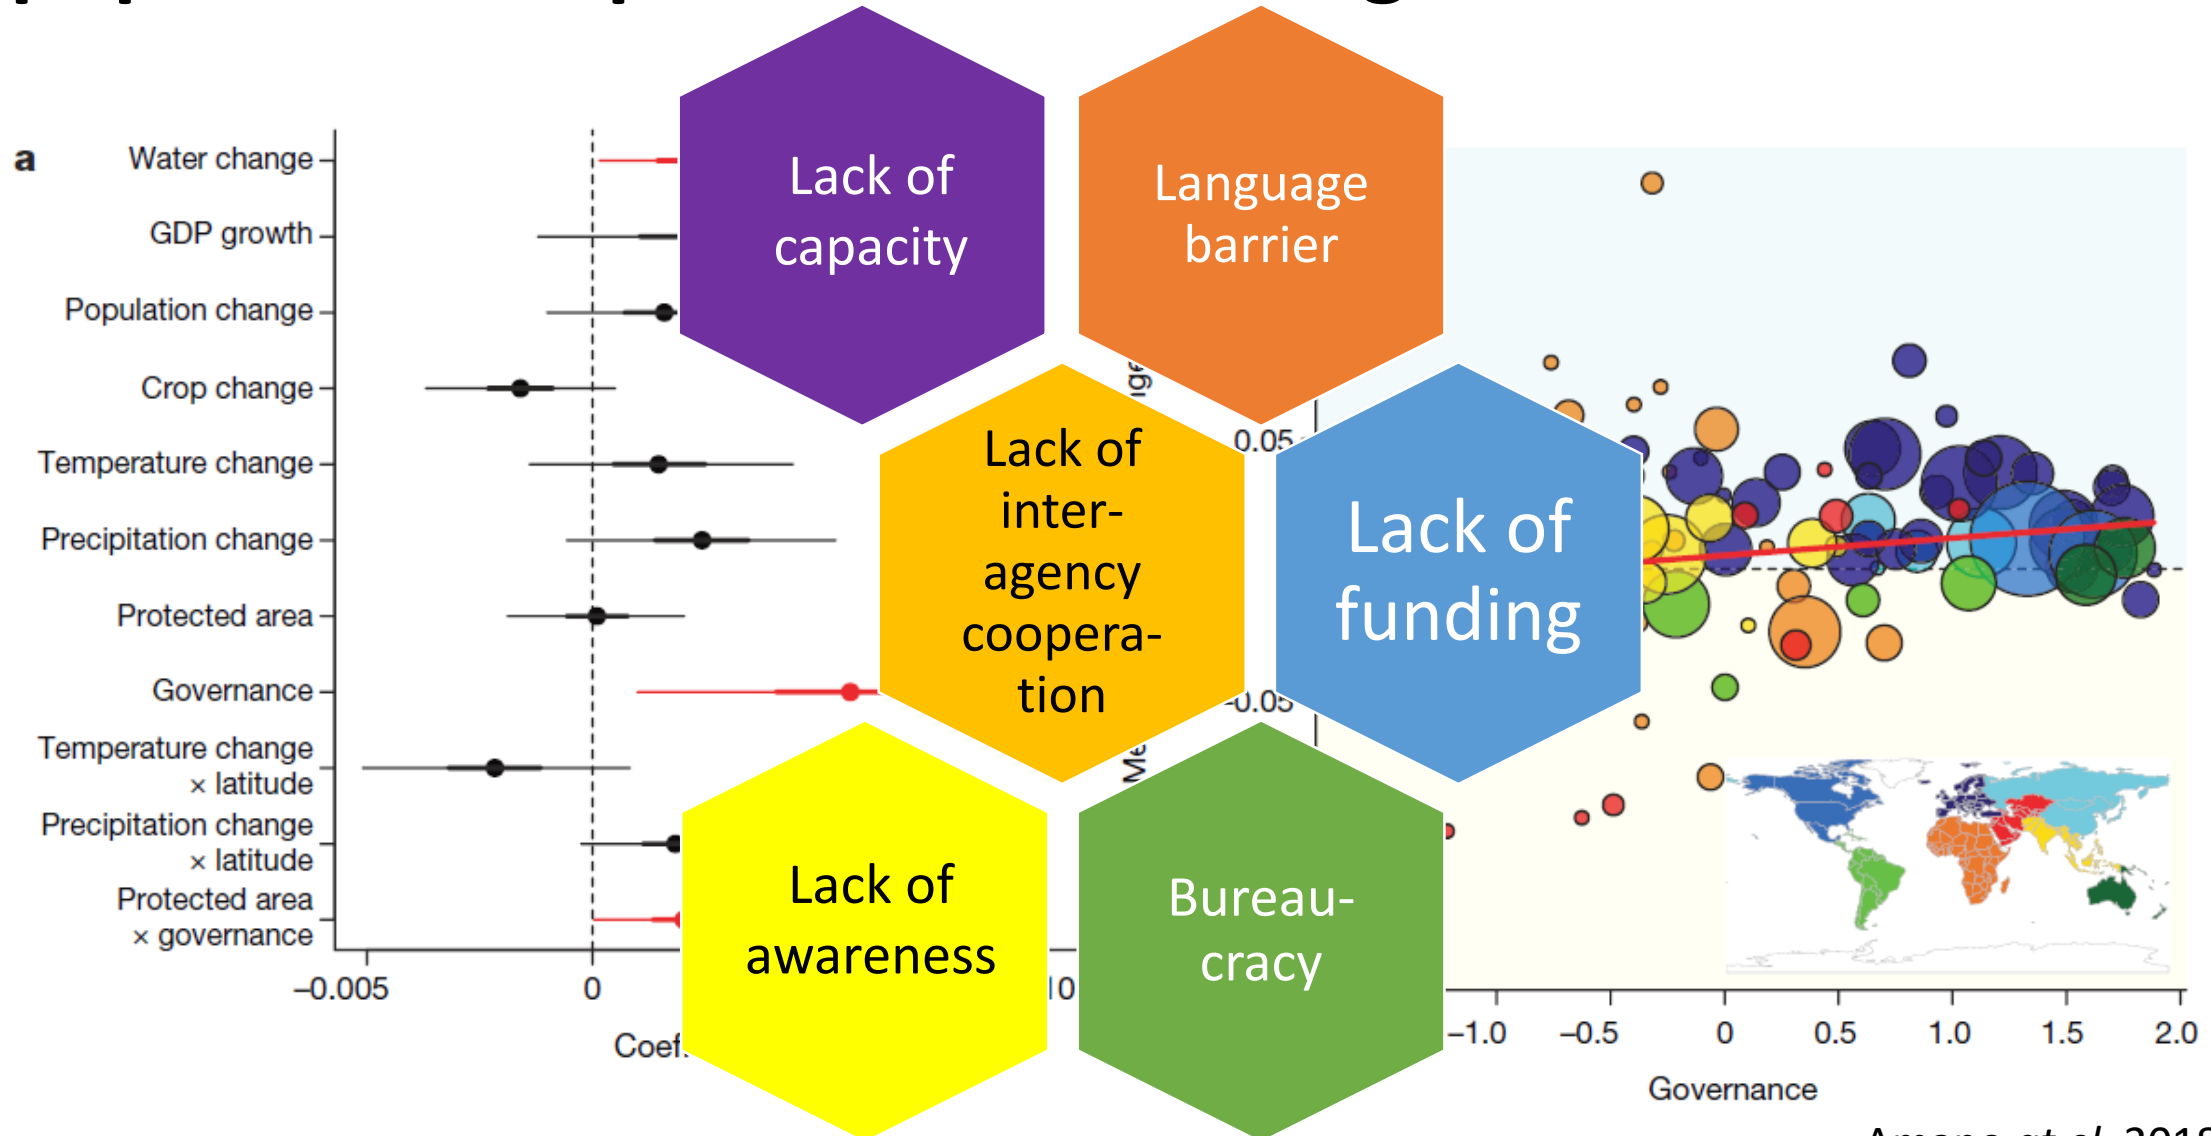 a
Water change
GDP growth
Population change
Crop change
Temperature change
Precipitation change
Protected area
Governance
Temperature change
× latitude
Precipitation change
× latitude
Protected area
× governance
−0.005
0
Lack of
capacity
Language
barrier
Lack of
inter-
agency
coopera-
tion
Lack of
funding
Lack of
awareness
Bureau-
cracy
0.05
−0.05
−1.0
−0.5
0
0.5
1.0
1.5
2.0
Governance